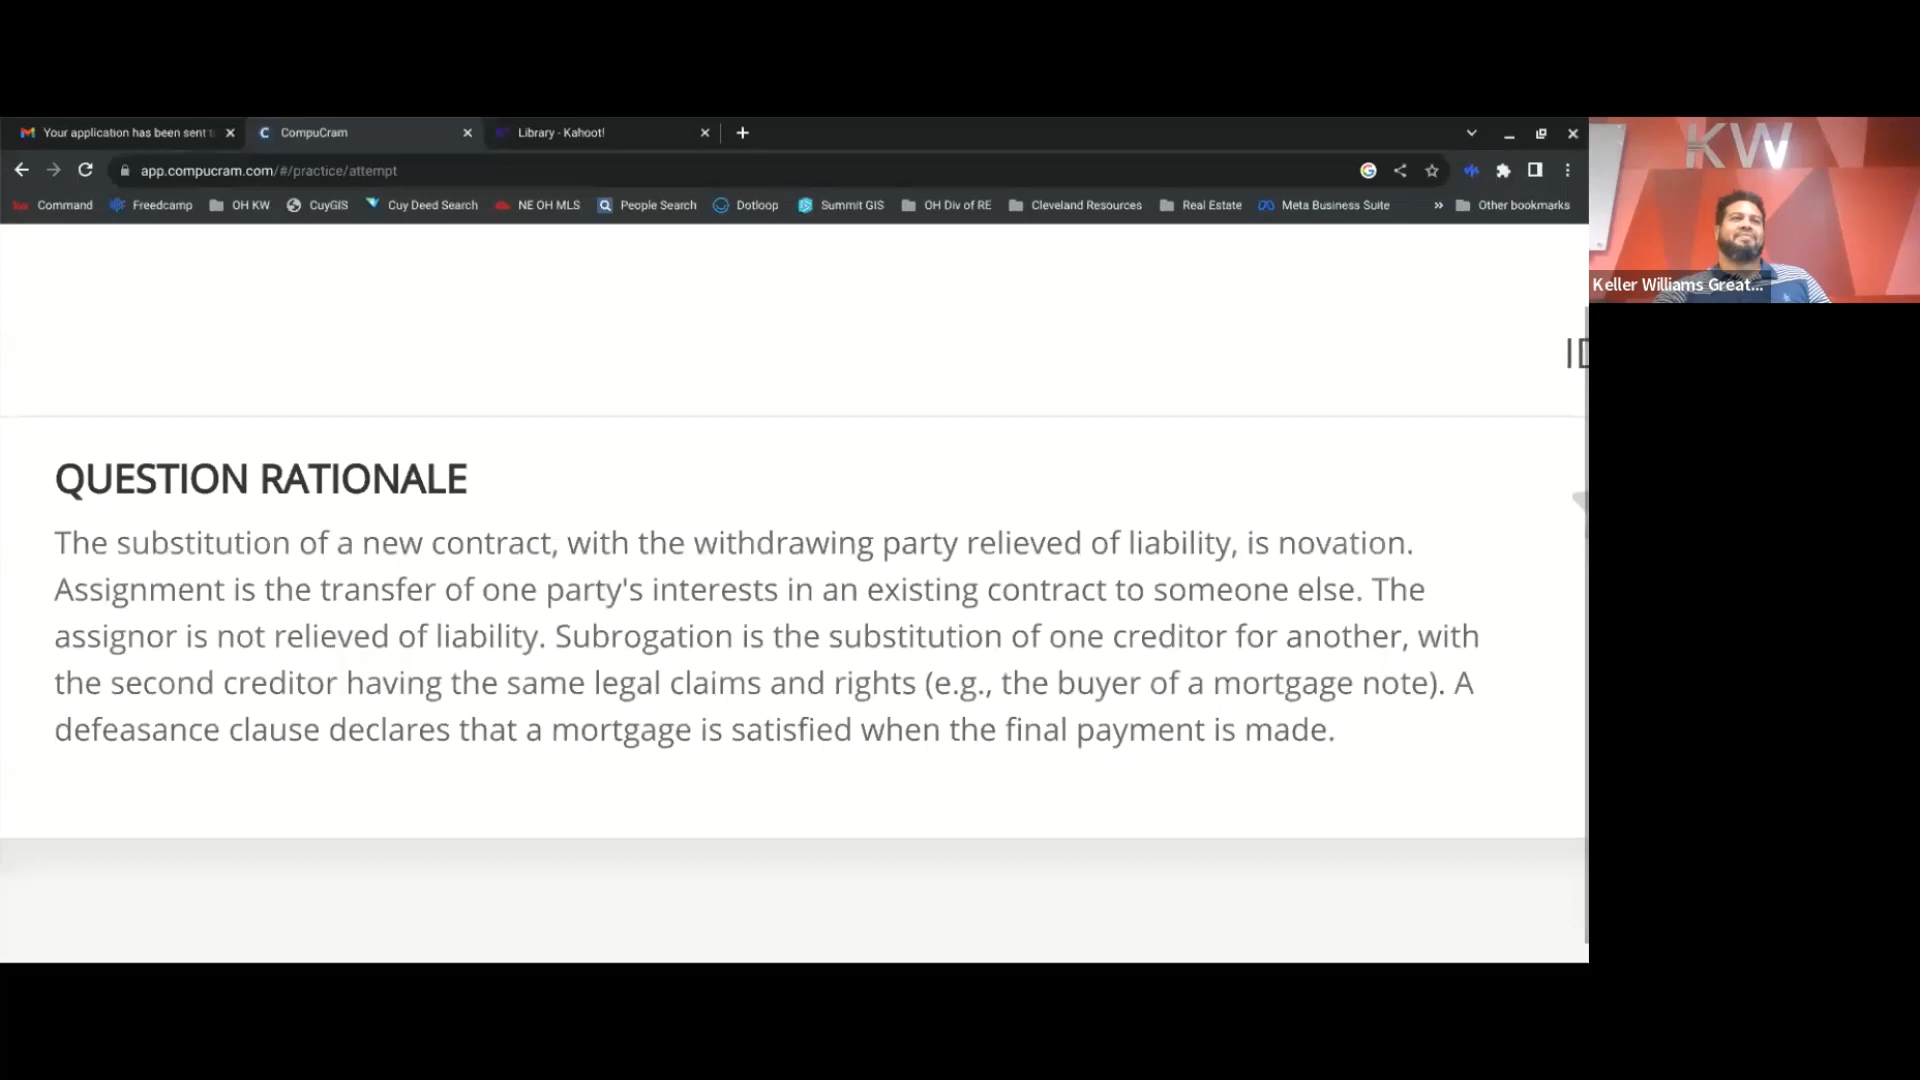 Your application has been sent
CompuCram
Library - Kahoot!
app.compucram.com/#/practice/attempt
Command
Freedcamp
OH KW
CuyGIS
Cuy Deed Search
NE OH MLS
People Search
Dotloop
Summit GIS
OH Div of RE
Cleveland Resources
Real Estate
Meta Business Suite
»
Other bookmarks
KW
Keller Williams Great...
ID
QUESTION RATIONALE
The substitution of a new contract, with the withdrawing party relieved of liability, is novation.
Assignment is the transfer of one party's interests in an existing contract to someone else. The
assignor is not relieved of liability. Subrogation is the substitution of one creditor for another, with
the second creditor having the same legal claims and rights (e.g., the buyer of a mortgage note). A
defeasance clause declares that a mortgage is satisfied when the final payment is made.